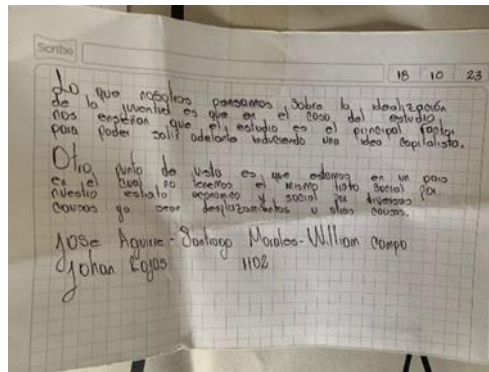 Scribe
18 10 23
Lo que nosotros pensamos sobre la idealización
de la juventud es que en el caso del estudio
nos enseñan que el estudio es el principal factor
para poder salir adelante induciendo una idea capitalista.
Otro punto de vista es que estamos en un pais
en el cual no tenemos el mismo trato social por
nuestro estrato economico y social por diversas
causas ya sean desplazamientos u otras causas.
Jose Aguirre - Santiago Morales - William Campo
Johan Rojas 1102